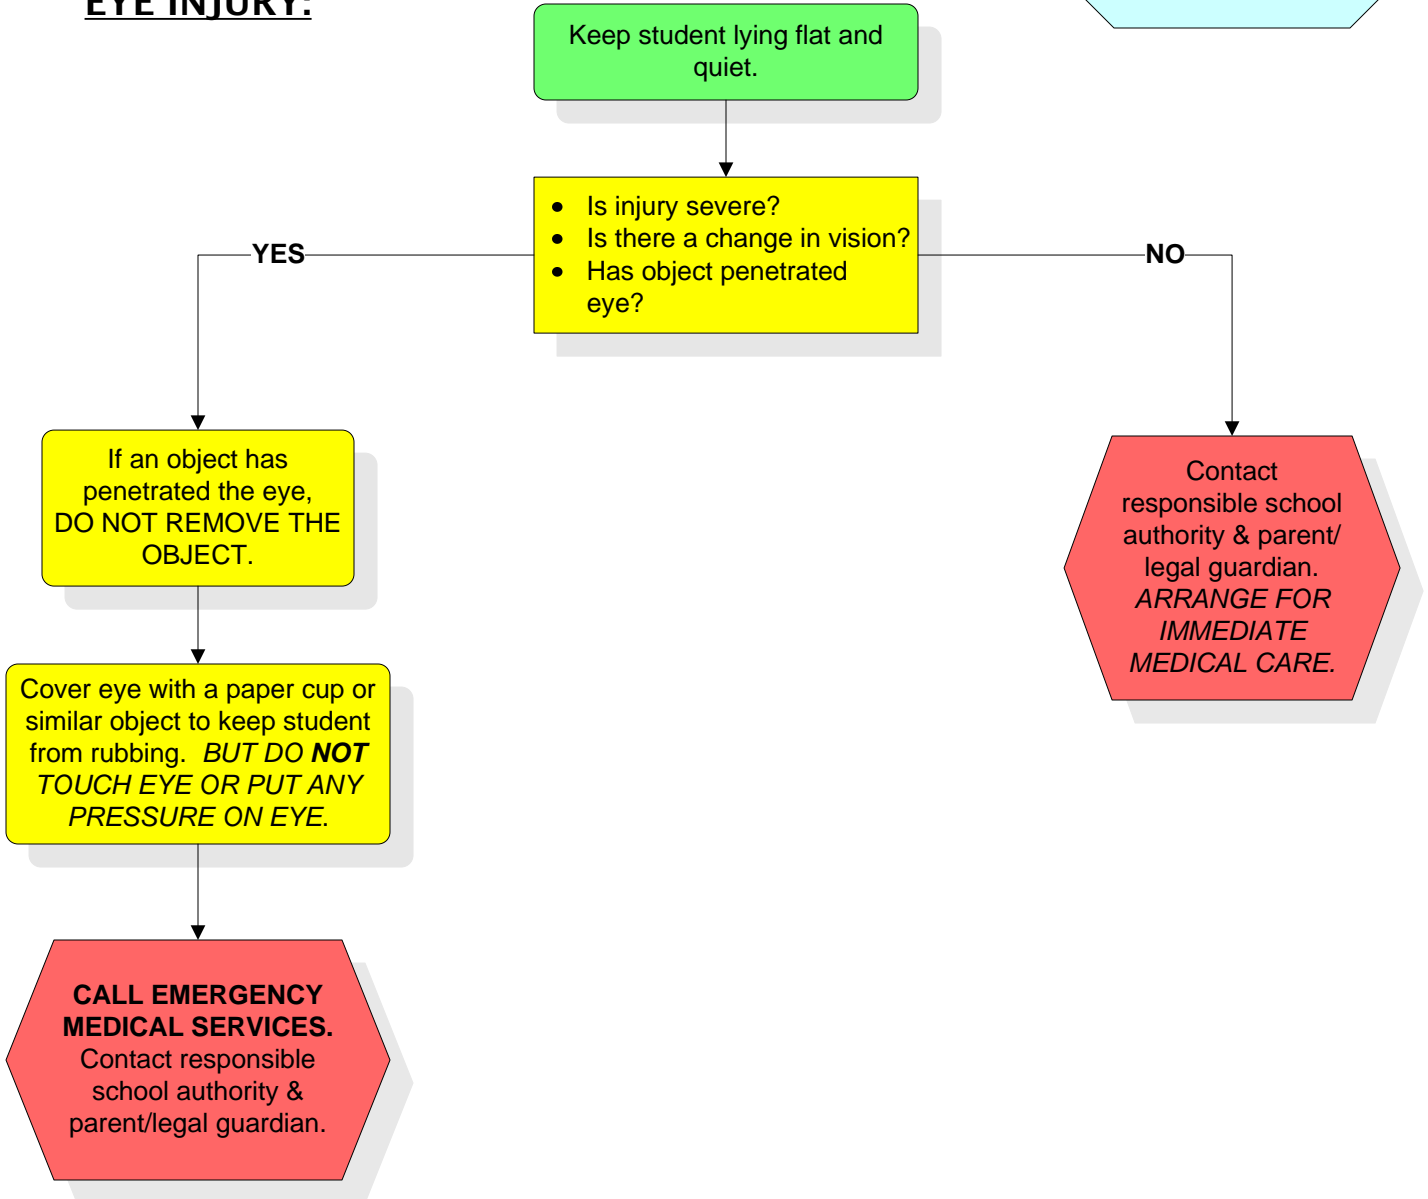 EYE INJURY:
Keep student lying flat and
quiet.
• Is injury severe?
• Is there a change in vision?
• Has object penetrated
eye?
YES
NO
If an object has
penetrated the eye,
DO NOT REMOVE THE
OBJECT.
Contact
responsible school
authority & parent/
legal guardian.
ARRANGE FOR
IMMEDIATE
MEDICAL CARE.
Cover eye with a paper cup or
similar object to keep student
from rubbing.  BUT DO NOT
TOUCH EYE OR PUT ANY
PRESSURE ON EYE.
CALL EMERGENCY
MEDICAL SERVICES.
Contact responsible
school authority &
parent/legal guardian.